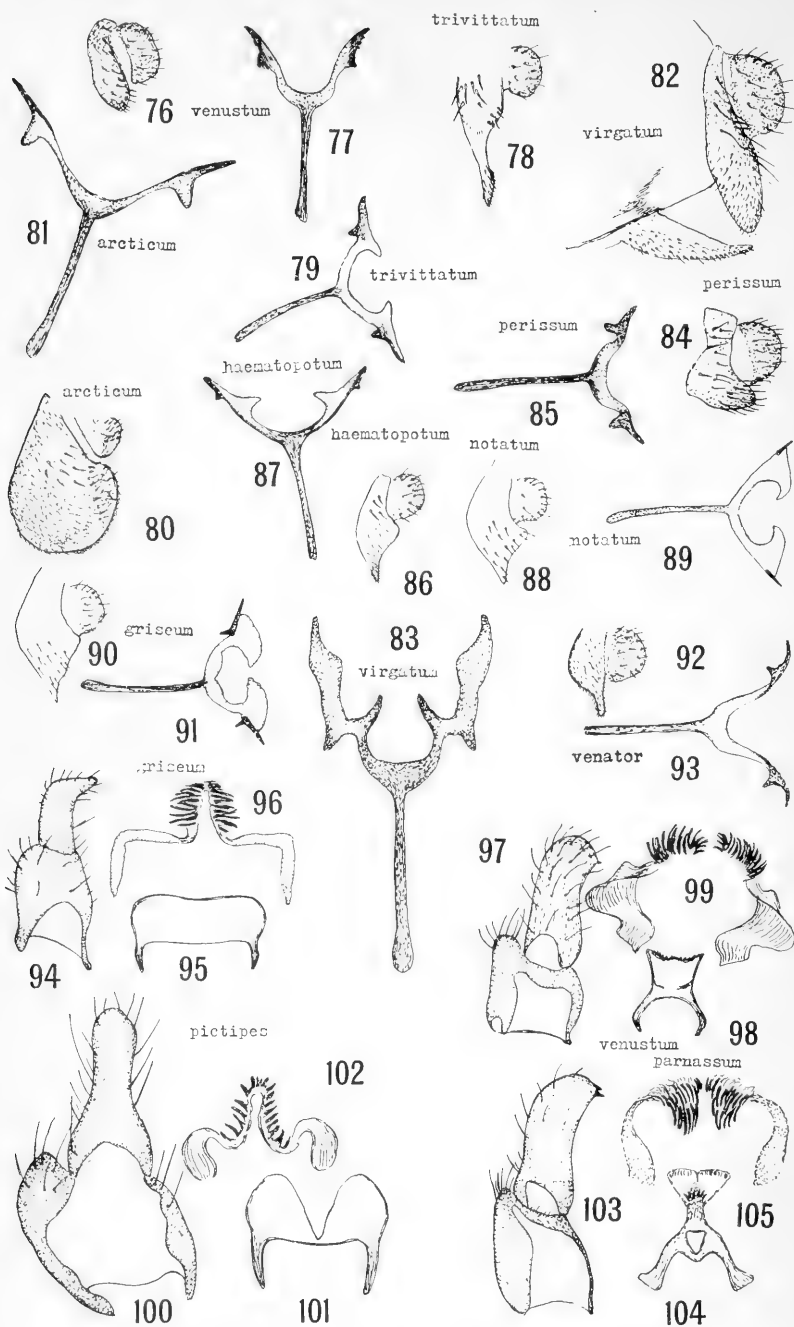 trivittatum
76
venustum
77
78
82
virgatum
81
arcticum
79
trivittatum
perissum
84
perissum
85
haematopotum
arcticum
87
haematopotum
notatum
80
86
88
notatum
89
90
griseum
91
83
virgatum
92
venator
93
griseum
96
94
95
97
99
98
venustum
pictipes
102
parnassum
103
105
100
101
104